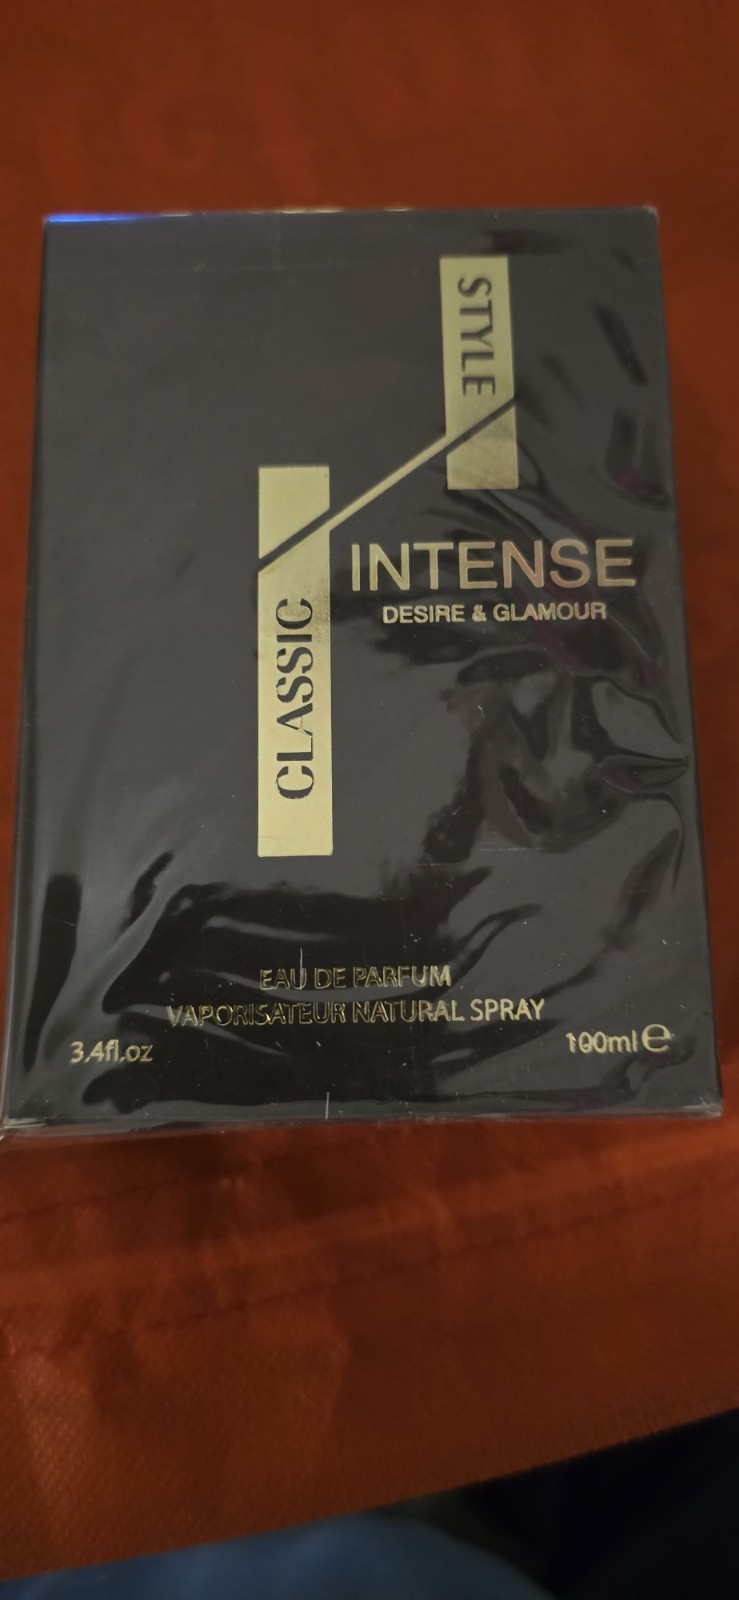 STYLE
CLASSIC
INTENSE
DESIRE & GLAMOUR
EAU DE PARFUM
VAPORISATEUR NATURAL SPRAY
3.4fl.oz
100ml e